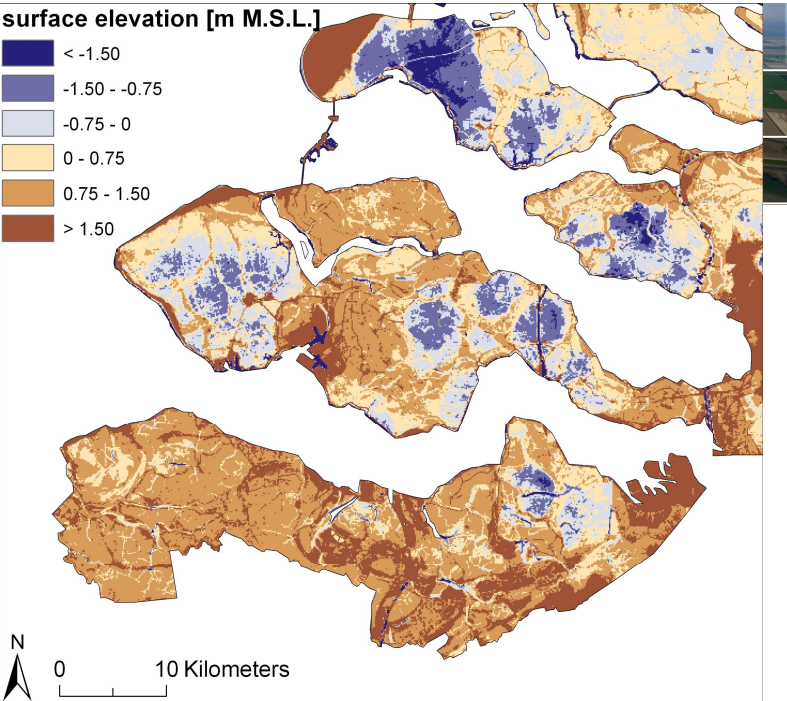 surface elevation [m M.S.L.]
< -1.50
-1.50 - -0.75
-0.75 - 0
0 - 0.75
0.75 - 1.50
> 1.50
N
0 10 Kilometers